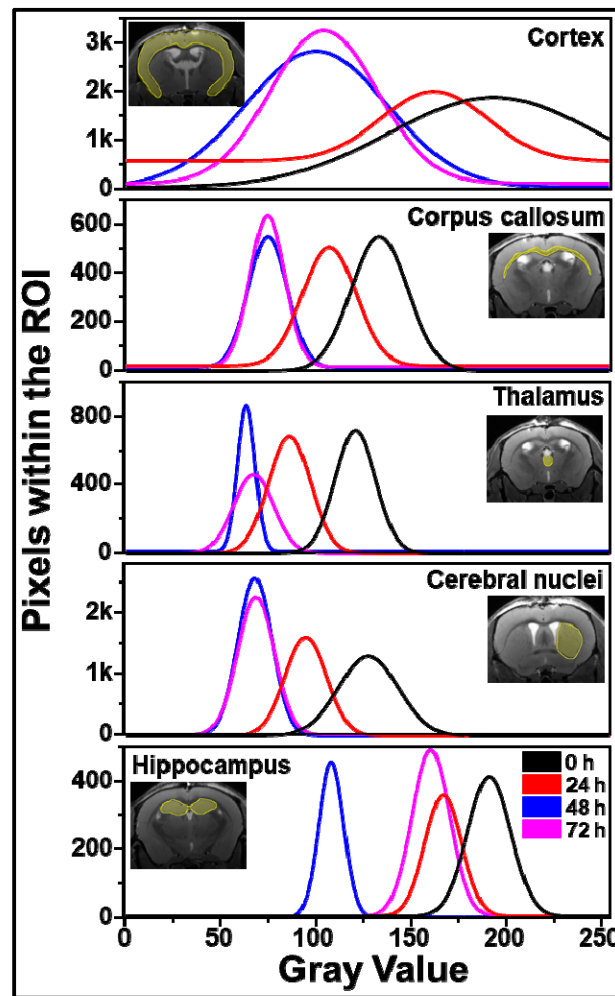 Pixels within the ROI
Cortex
3k
2k
1k
0
Corpus callosum
600
400
200
0
Thalamus
800
400
0
Cerebral nuclei
2k
1k
0
Hippocampus
0 h
24 h
48 h
72 h
400
200
0
0 50 100 150 200 250
Gray Value